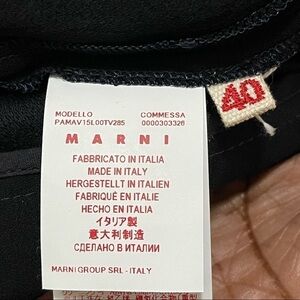 MODELLO COMMESSA
PAMAV15L00TV285 0000303326
MARNI
FABBRICATO IN ITALIA
MADE IN ITALY
HERGESTELLT IN ITALIEN
FABRIQUÉ EN ITALIE
HECHO EN ITALIA
イタリア製
意大利制造
СДЕЛАНО В ИТАЛИИ
MARNI GROUP SRL - ITALY
40